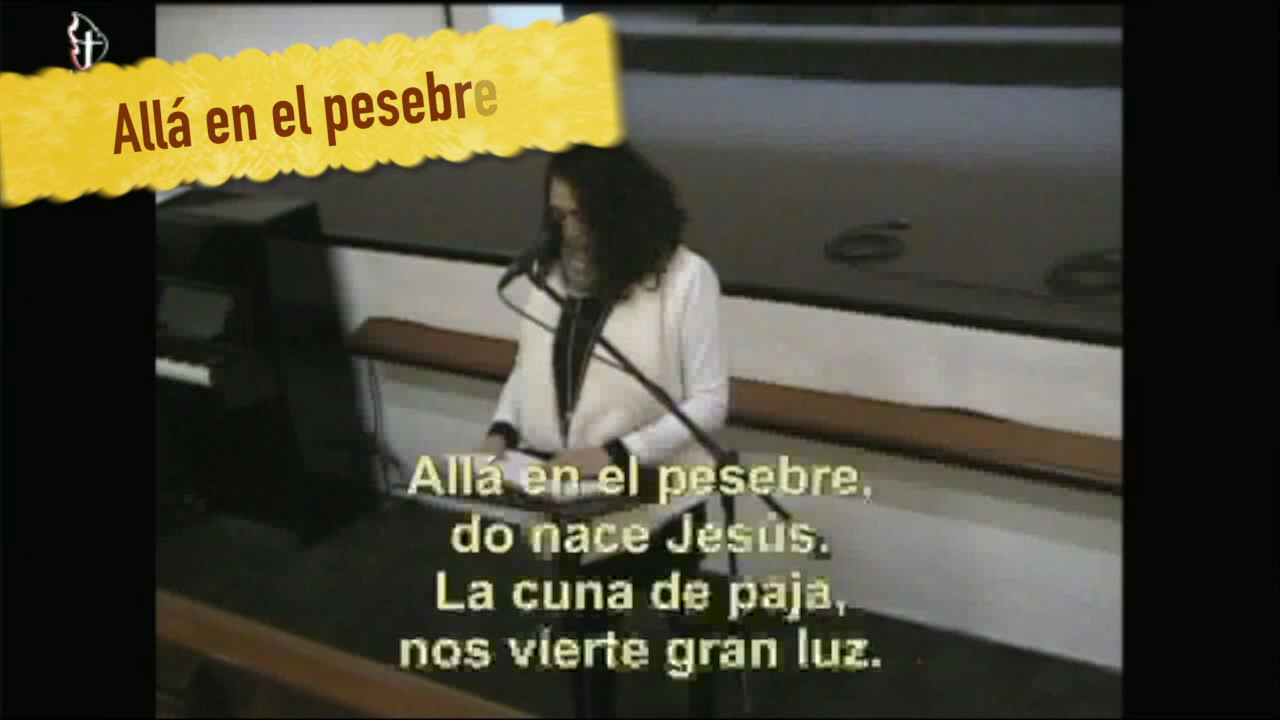 Allá en el pesebre
Allá en el pesebre,
do nace Jesús.
La cuna de paja,
nos vierte gran luz.